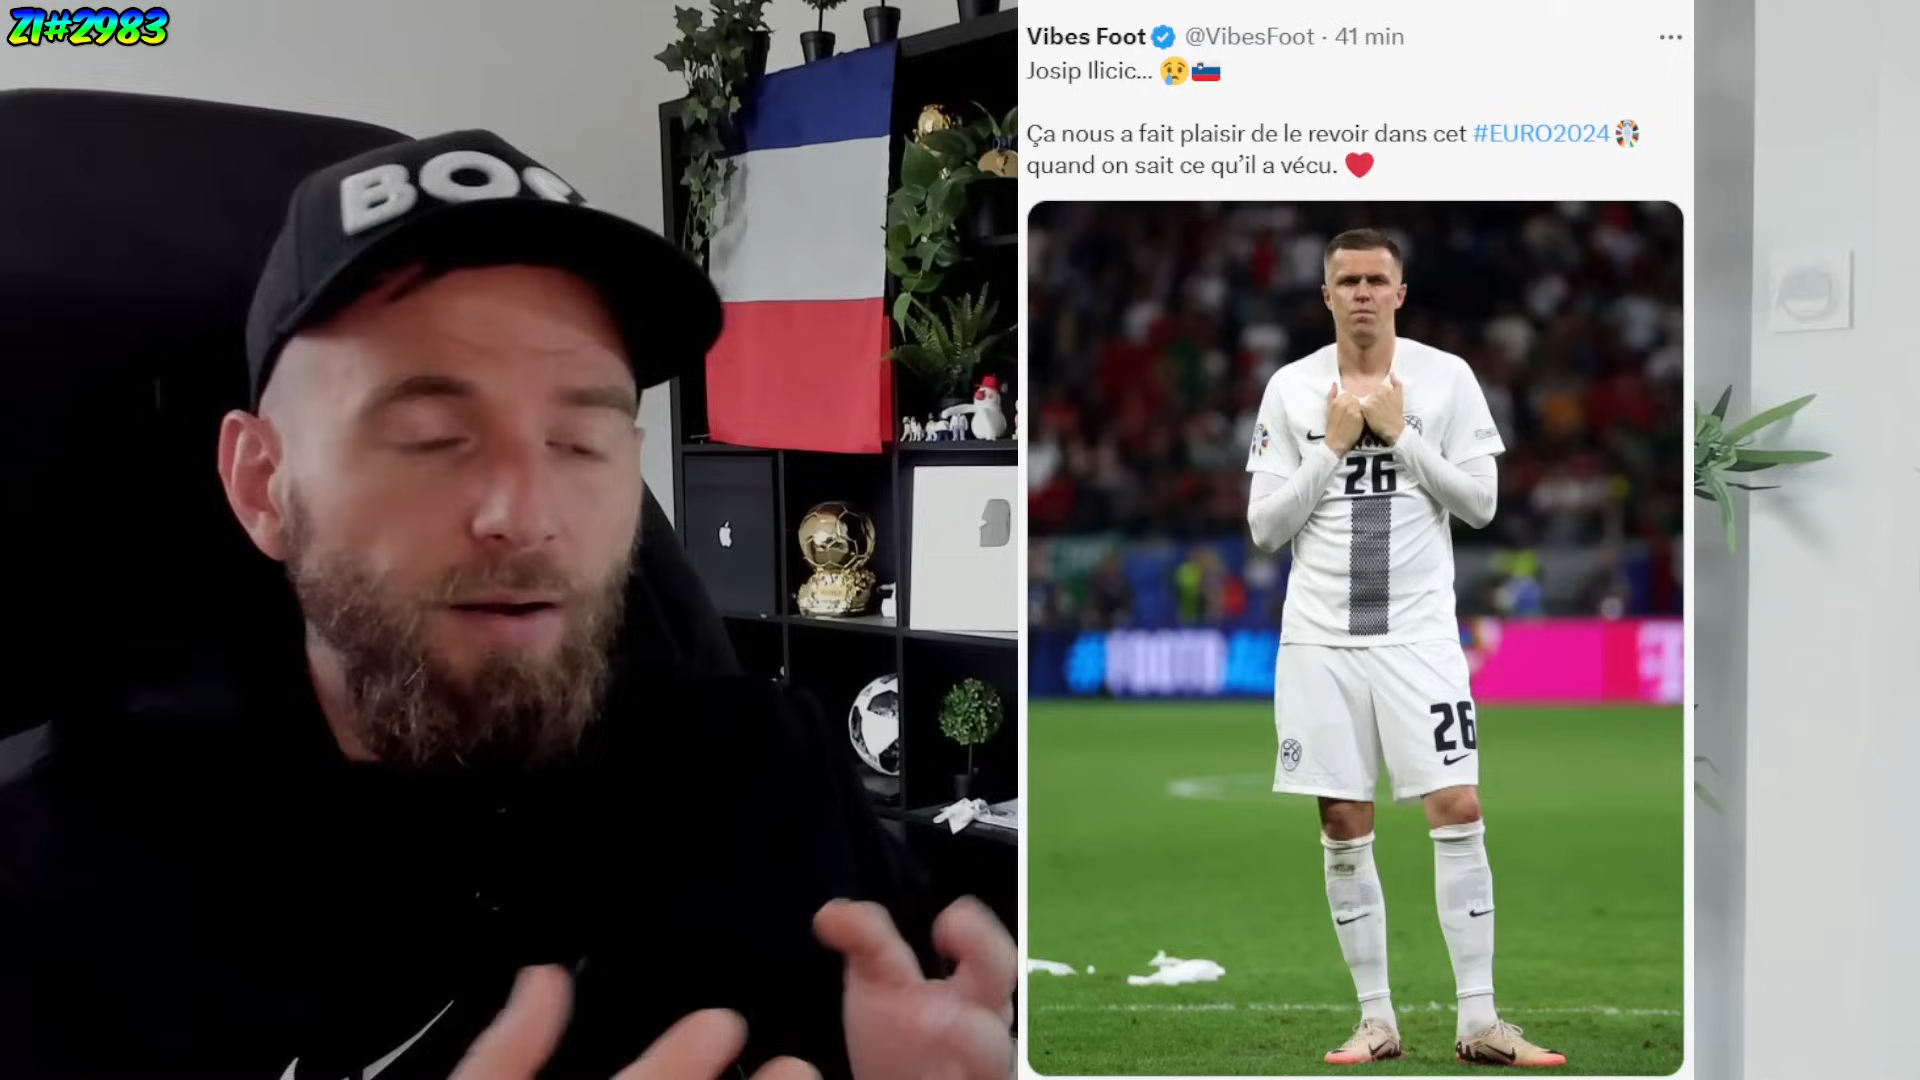 ZI#2983
BOS
Vibes Foot @VibesFoot · 41 min
Josip Ilicic... 😢🇸🇮
Ça nous a fait plaisir de le revoir dans cet #EURO2024
quand on sait ce qu’il a vécu. ❤️
26
26